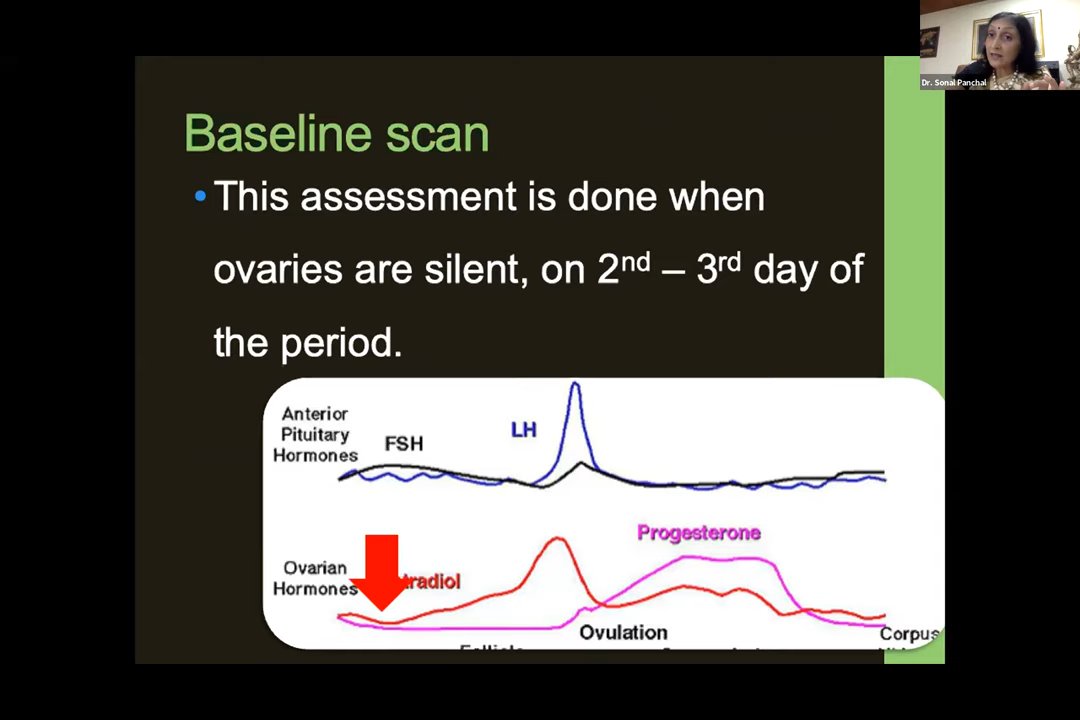 Dr. Sonal Panchal
Baseline scan
•This assessment is done when
ovaries are silent, on 2nd – 3rd day of
the period.
Anterior
Pituitary
Hormones
FSH
LH
Progesterone
Ovarian
Hormones
tradiol
Ovulation
Corpus